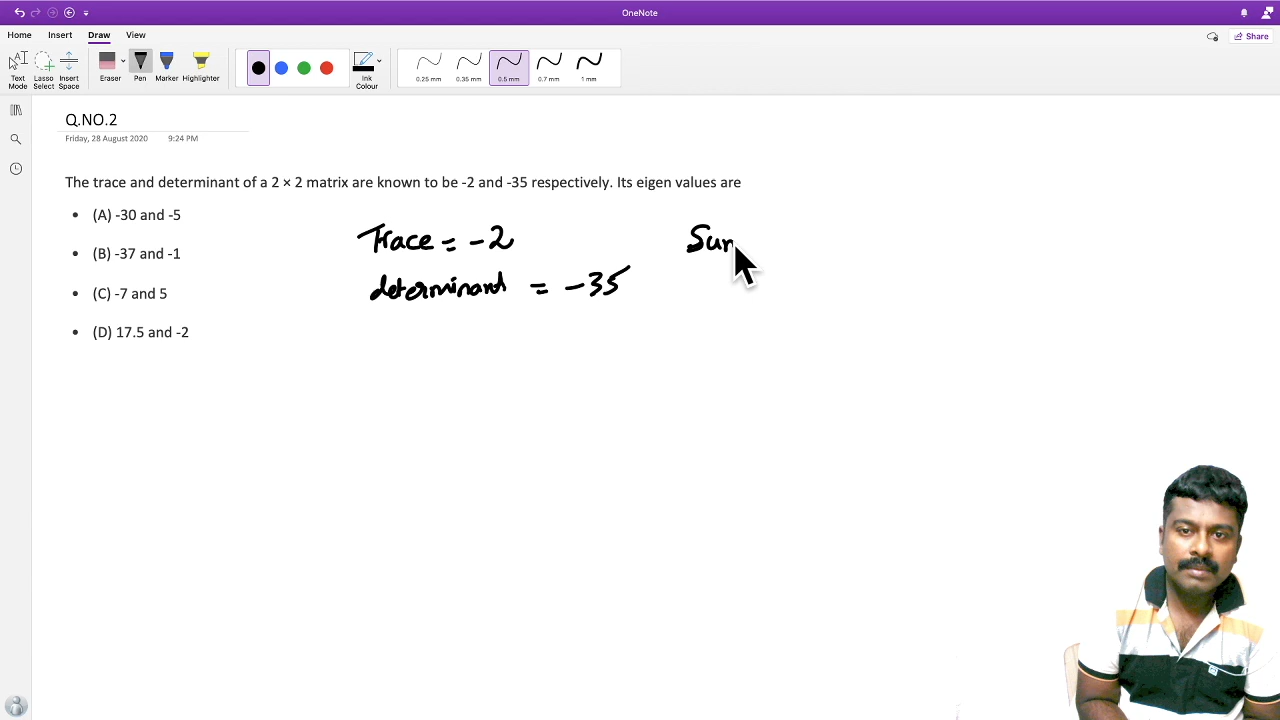 OneNote
Home Insert Draw View
Share
Text Mode
Lasso Select
Insert Space
Eraser
Pen
Marker
Highlighter
Ink Colour
0.25 mm
0.35 mm
0.5 mm
0.7 mm
1 mm
Q.NO.2
Friday, 28 August 2020 9:24 PM
The trace and determinant of a 2 × 2 matrix are known to be -2 and -35 respectively. Its eigen values are
• (A) -30 and -5
• (B) -37 and -1
• (C) -7 and 5
• (D) 17.5 and -2
Trace = -2
determinant = -35
Sum